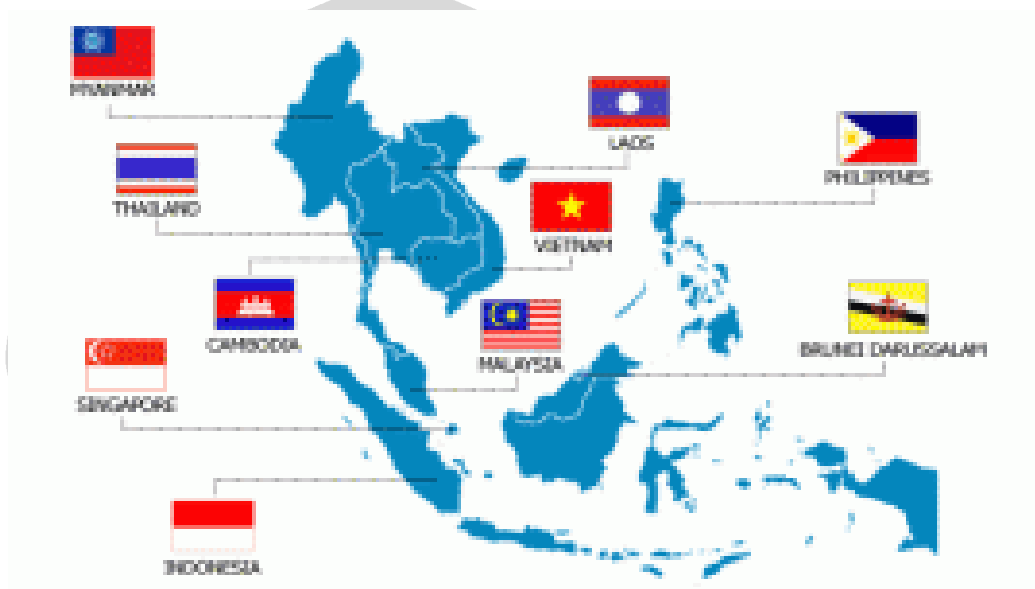 MYANMAR
LAOS
PHILIPPINES
THAILAND
VIETNAM
CAMBODIA
MALAYSIA
BRUNEI DARUSSALAM
SINGAPORE
INDONESIA